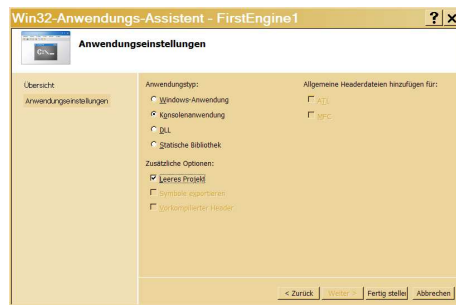 Win32-Anwendungs-Assistent - FirstEngine1
C:\_
Anwendungseinstellungen
Übersicht
Anwendungseinstellungen
Anwendungstyp:
Windows-Anwendung
Konsolenanwendung
DLL
Statische Bibliothek
Zusätzliche Optionen:
Leeres Projekt
Symbole exportieren
Vorkompilierter Header
Allgemeine Headerdateien hinzufügen für:
ATL
MFC
< Zurück
Weiter >
Fertig stellen
Abbrechen